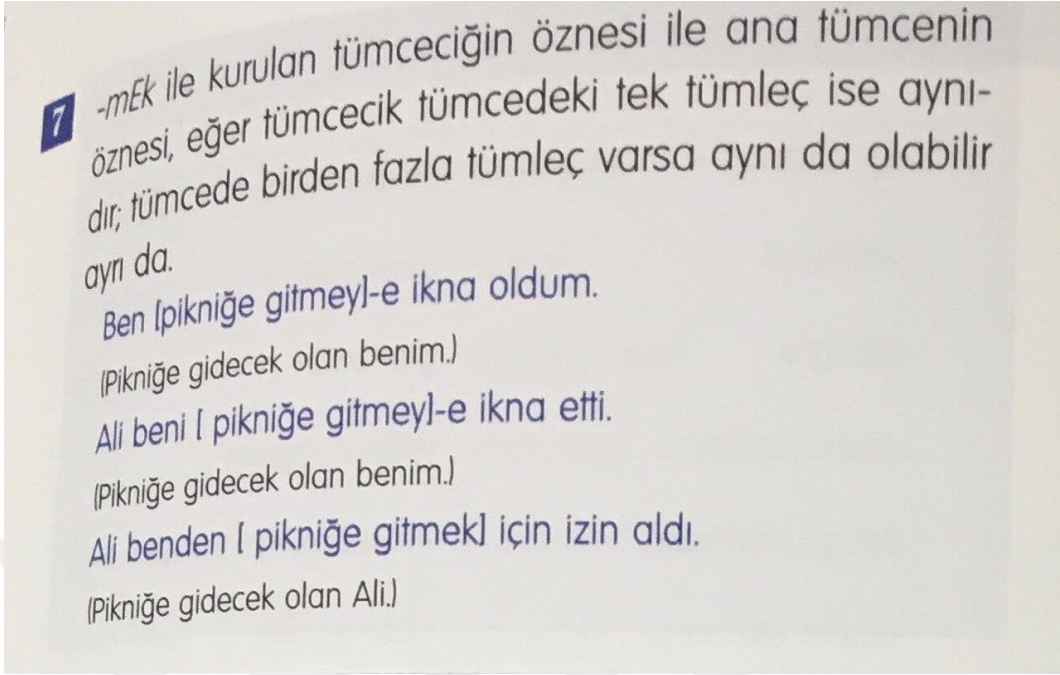 7 -mEk ile kurulan tümceciğin öznesi ile ana tümcenin
öznesi, eğer tümcecik tümcedeki tek tümleç ise aynı-
dır; tümcede birden fazla tümleç varsa aynı da olabilir
ayrı da.
Ben [pikniğe gitmey]-e ikna oldum.
(Pikniğe gidecek olan benim.)
Ali beni [ pikniğe gitmey]-e ikna etti.
(Pikniğe gidecek olan benim.)
Ali benden [ pikniğe gitmek] için izin aldı.
(Pikniğe gidecek olan Ali.)